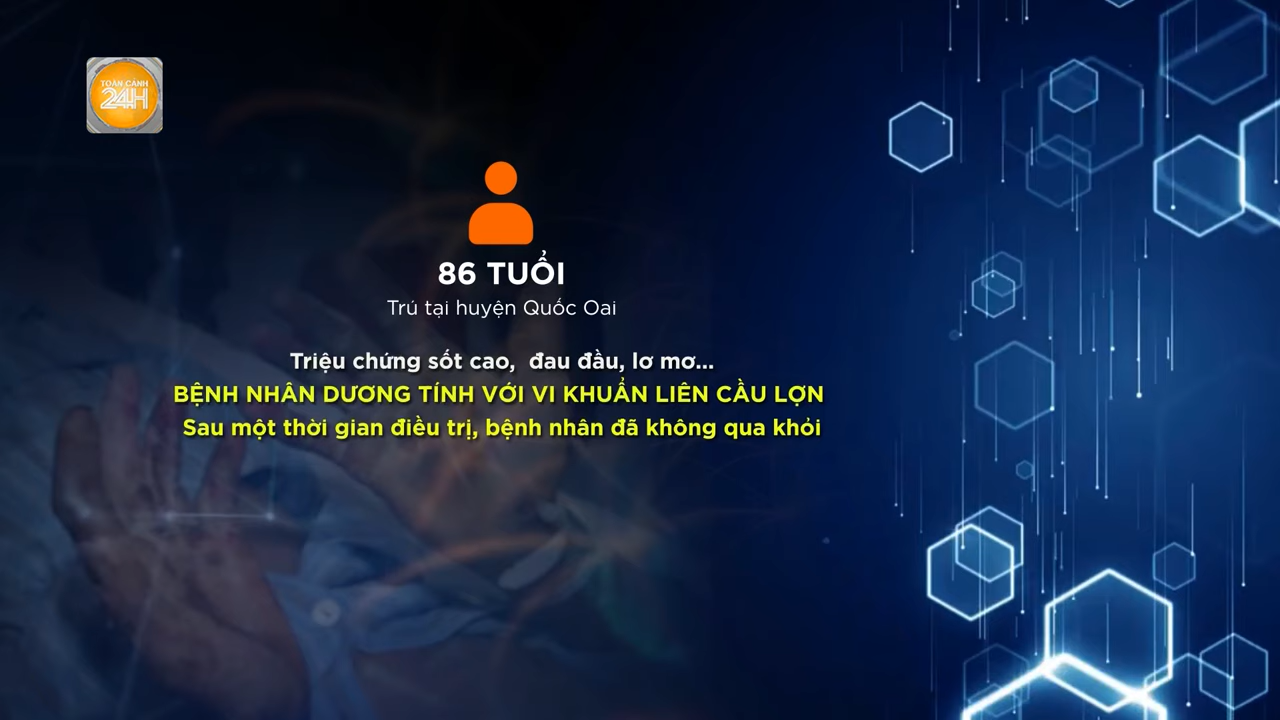 TOÀN CẢNH
24H
86 TUỔI
Trú tại huyện Quốc Oai
Triệu chứng sốt cao,  đau đầu, lơ mơ...
BỆNH NHÂN DƯƠNG TÍNH VỚI VI KHUẨN LIÊN CẦU LỢN
Sau một thời gian điều trị, bệnh nhân đã không qua khỏi